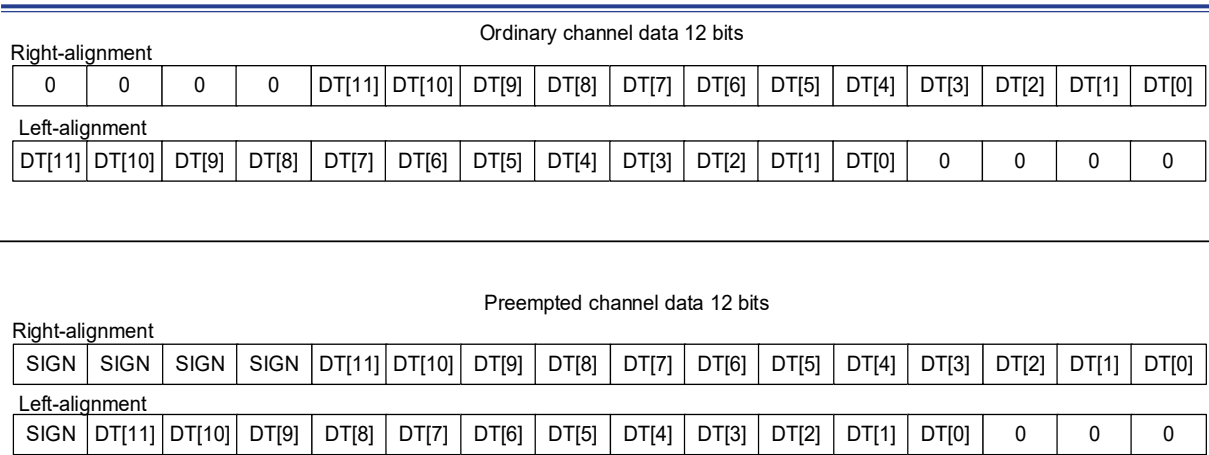 Ordinary channel data 12 bits
Right-alignment
0 0 0 0 DT[11] DT[10] DT[9] DT[8] DT[7] DT[6] DT[5] DT[4] DT[3] DT[2] DT[1] DT[0]
Left-alignment
DT[11] DT[10] DT[9] DT[8] DT[7] DT[6] DT[5] DT[4] DT[3] DT[2] DT[1] DT[0] 0 0 0 0
Preempted channel data 12 bits
Right-alignment
SIGN SIGN SIGN SIGN DT[11] DT[10] DT[9] DT[8] DT[7] DT[6] DT[5] DT[4] DT[3] DT[2] DT[1] DT[0]
Left-alignment
SIGN DT[11] DT[10] DT[9] DT[8] DT[7] DT[6] DT[5] DT[4] DT[3] DT[2] DT[1] DT[0] 0 0 0